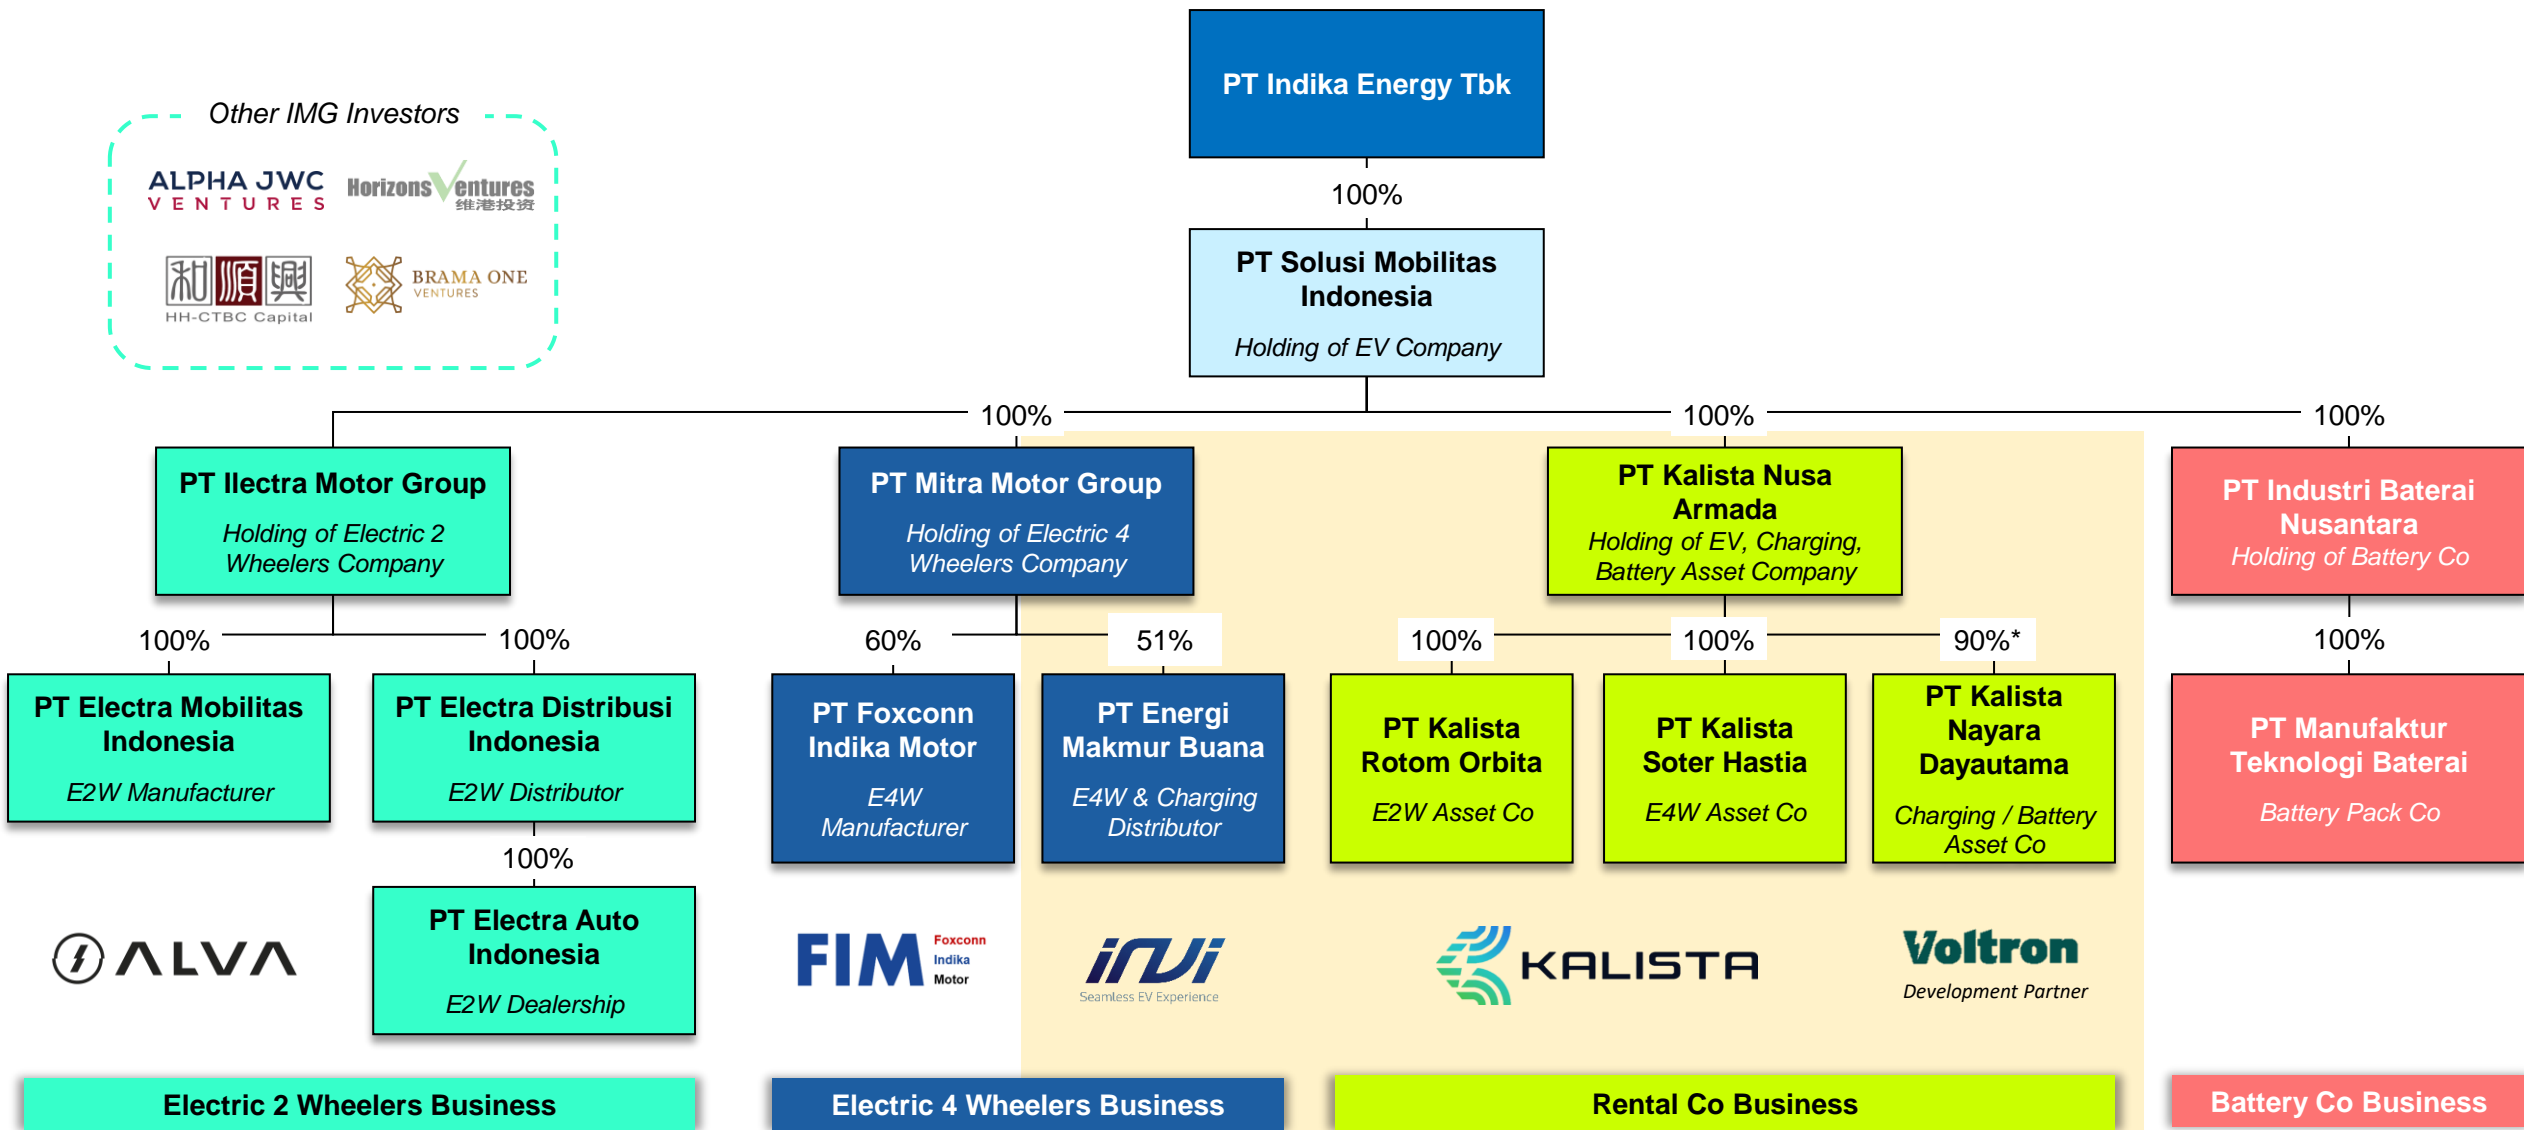 PT Indika Energy Tbk
Other IMG Investors
ALPHA JWC
VENTURES
Horizons Ventures
维港投资
和順興
HH-CTBC Capital
BRAMA ONE
VENTURES
100%
PT Solusi Mobilitas
Indonesia
Holding of EV Company
100%
100%
100%
PT Ilectra Motor Group
Holding of Electric 2
Wheelers Company
PT Mitra Motor Group
Holding of Electric 4
Wheelers Company
PT Kalista Nusa
Armada
Holding of EV, Charging,
Battery Asset Company
PT Industri Baterai
Nusantara
Holding of Battery Co
100%
100%
60%
51%
100%
100%
90%*
100%
PT Electra Mobilitas
Indonesia
E2W Manufacturer
PT Electra Distribusi
Indonesia
E2W Distributor
PT Foxconn
Indika Motor
E4W
Manufacturer
PT Energi
Makmur Buana
E4W & Charging
Distributor
PT Kalista
Rotom Orbita
E2W Asset Co
PT Kalista
Soter Hastia
E4W Asset Co
PT Kalista
Nayara
Dayautama
Charging / Battery
Asset Co
PT Manufaktur
Teknologi Baterai
Battery Pack Co
100%
PT Electra Auto
Indonesia
E2W Dealership
ALVA
FIM
Foxconn
Indika
Motor
invi
Seamless EV Experience
KALISTA
Voltron
Development Partner
Electric 2 Wheelers Business
Electric 4 Wheelers Business
Rental Co Business
Battery Co Business